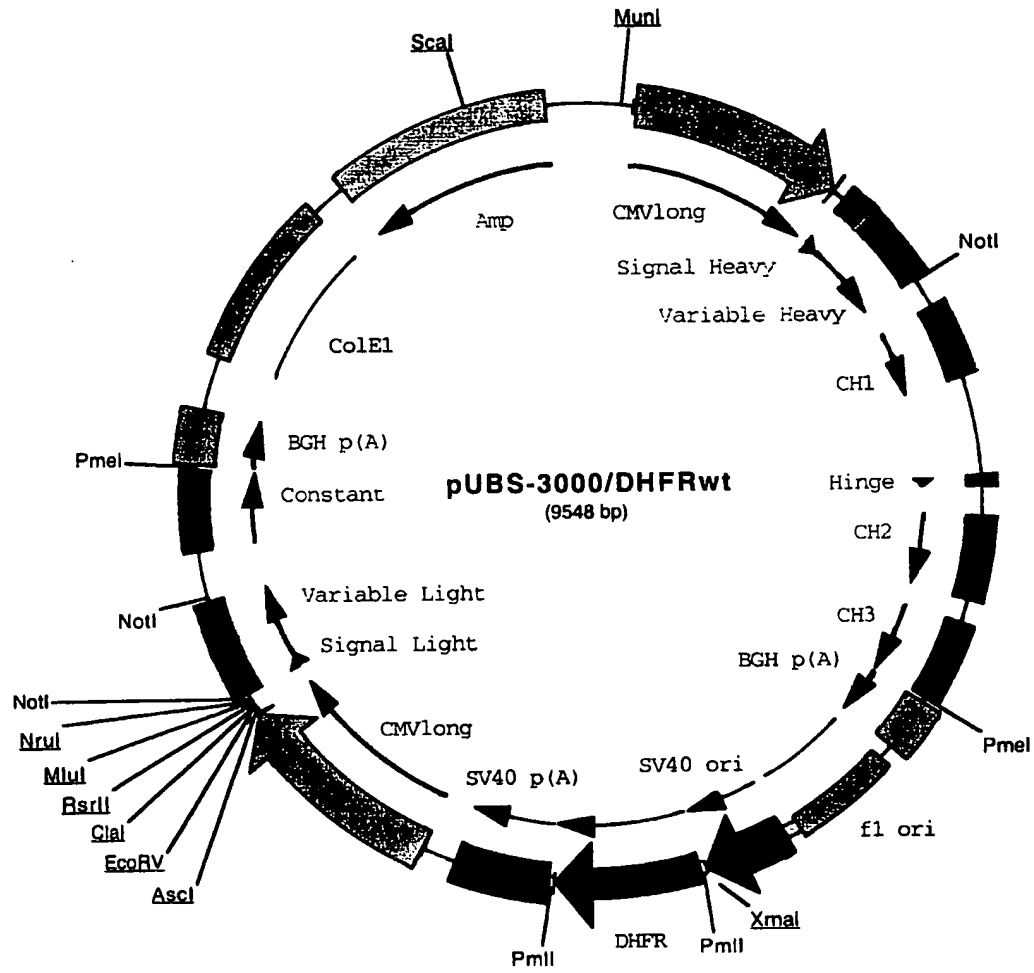 MunI
ScaI
CMVlong
Amp
NotI
Signal Heavy
Variable Heavy
ColE1
CH1
BGH p(A)
PmeI
pUBS-3000/DHFRwt
Hinge
Constant
(9548 bp)
CH2
Variable Light
CH3
NotI
Signal Light
BGH p(A)
NotI
CMVlong
PmeI
NruI
SV40 ori
MluI
SV40 p(A)
RsrII
f1 ori
ClaI
EcoRV
AscI
XmaI
DHFR
PmlI
PmlI